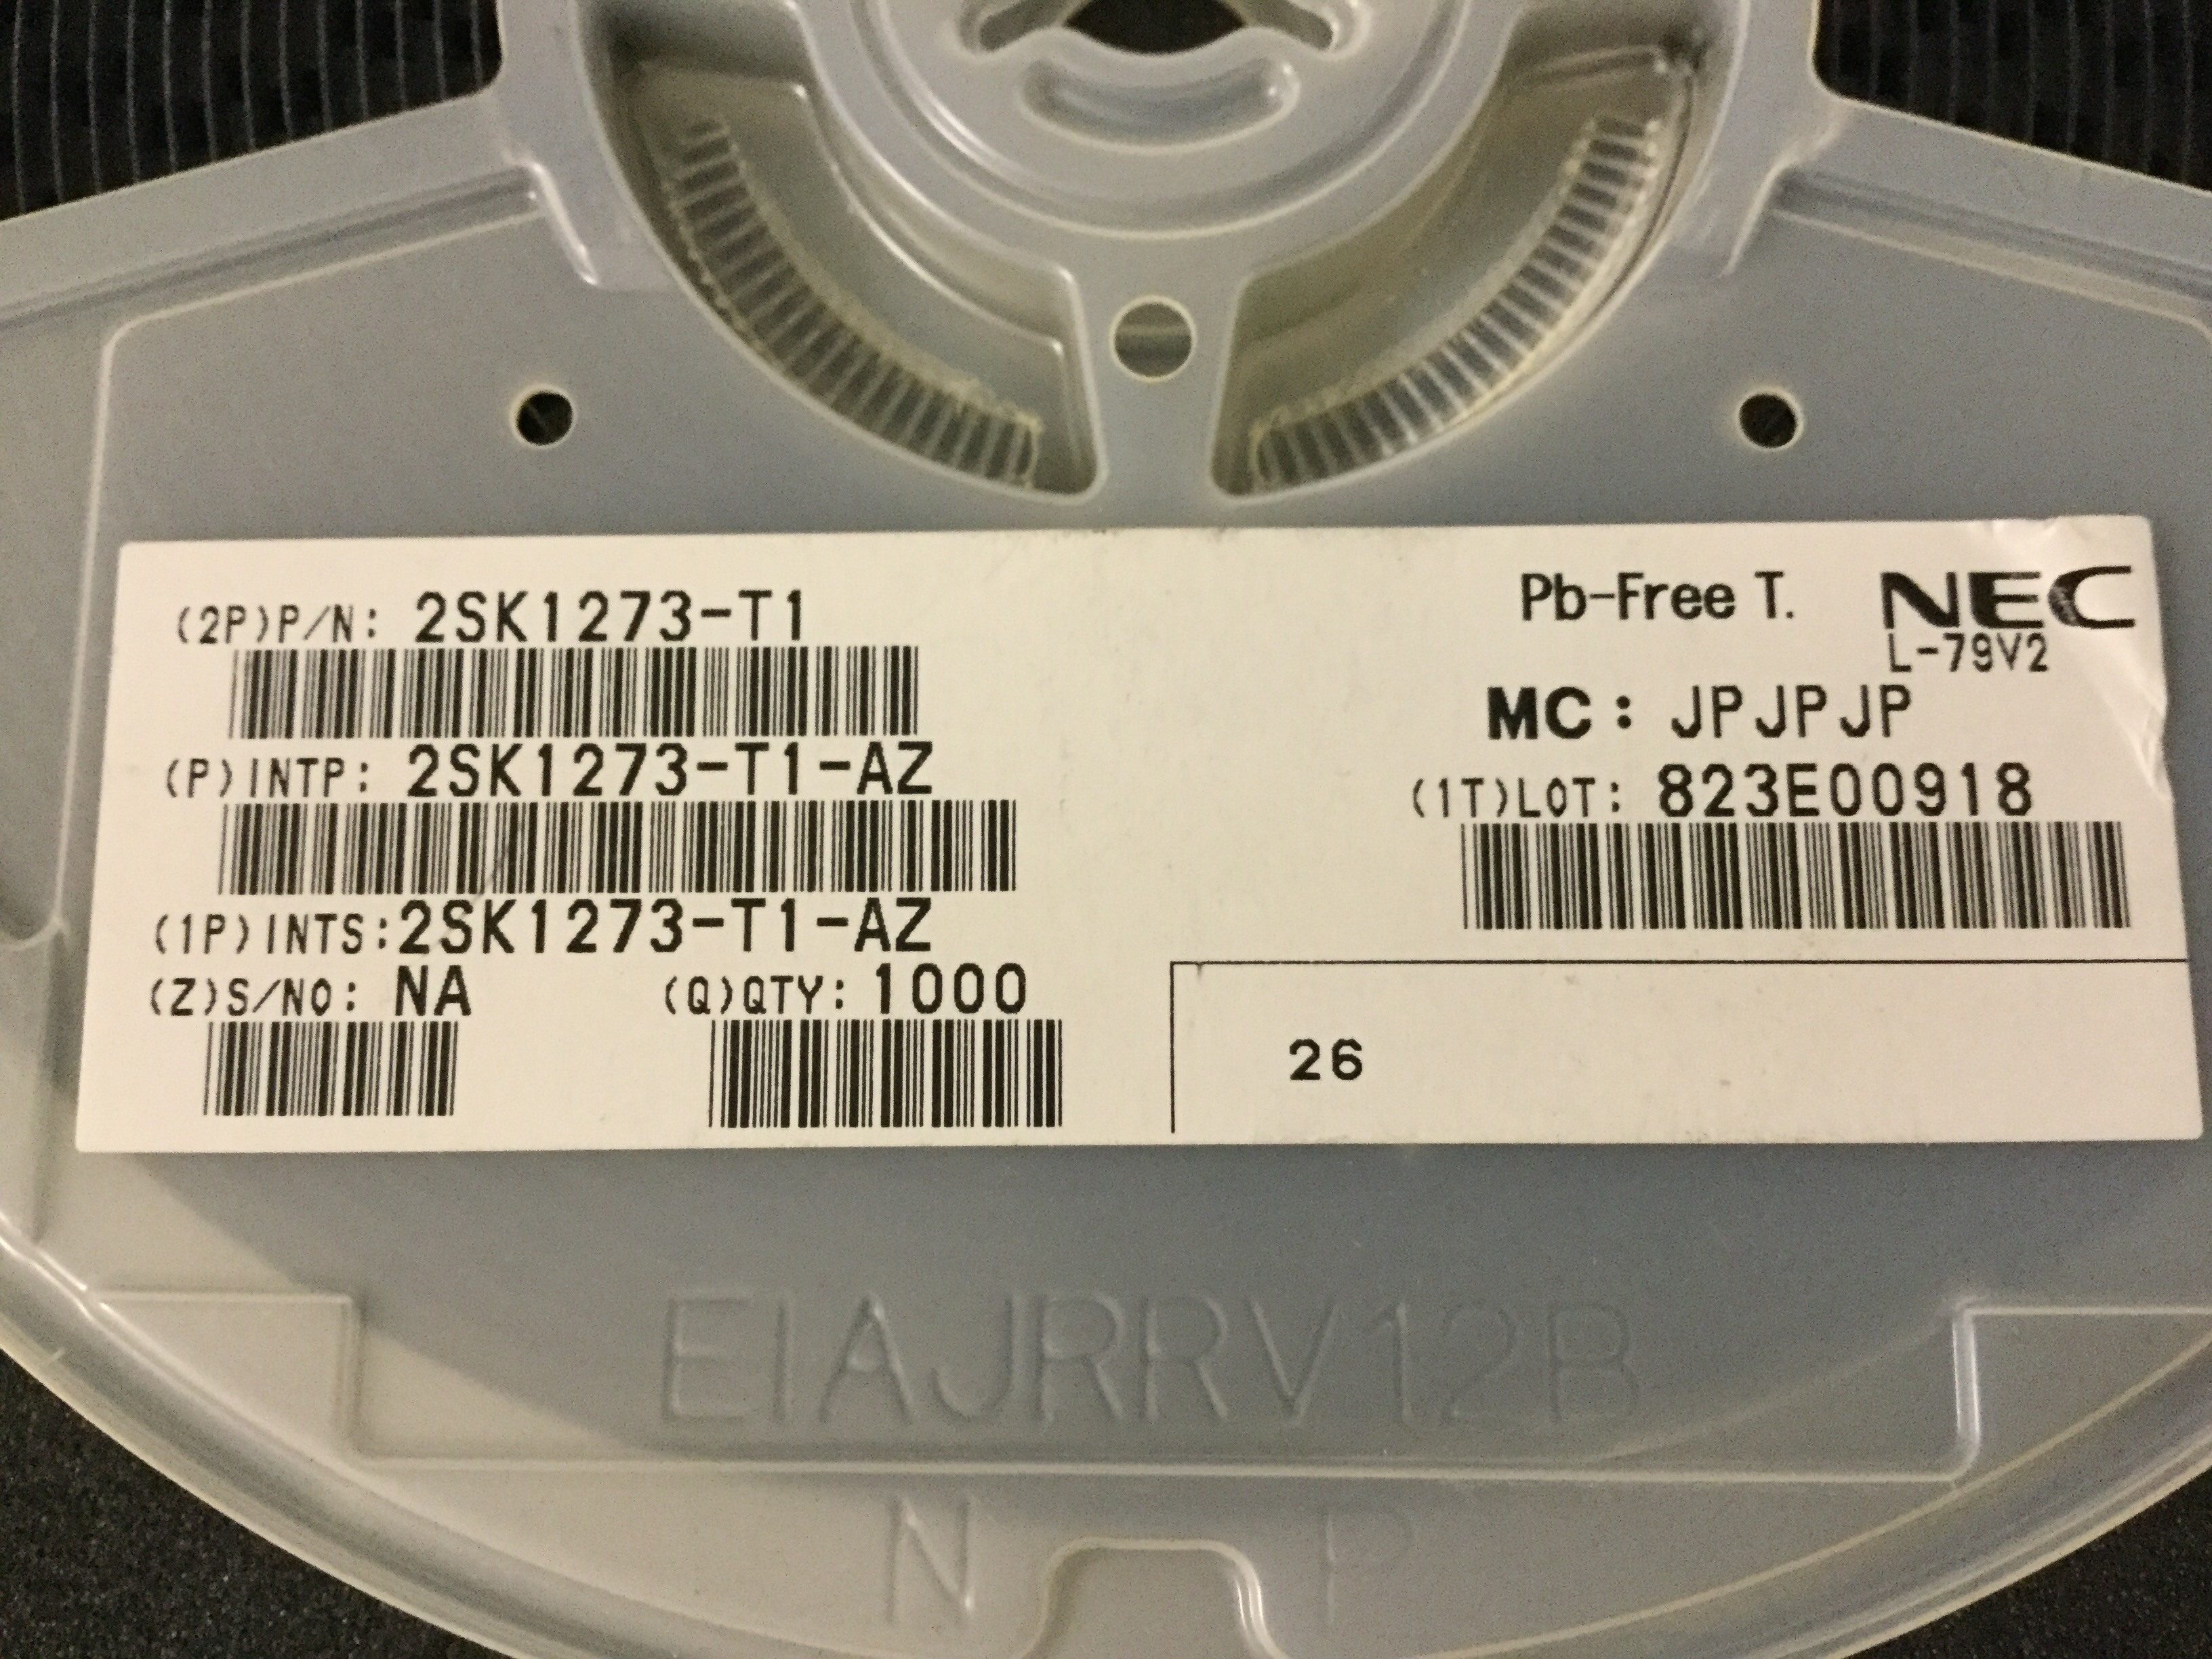 (2P)P/N: 2SK1273-T1
(P)INTP: 2SK1273-T1-AZ
(1P)INTS:2SK1273-T1-AZ
(Z)S/NO: NA (Q)QTY: 1000
Pb-Free T. NEC
L-79V2
MC: JPJPJP
(1T)LOT: 823E00918
26
EIAJRRV12B
N P